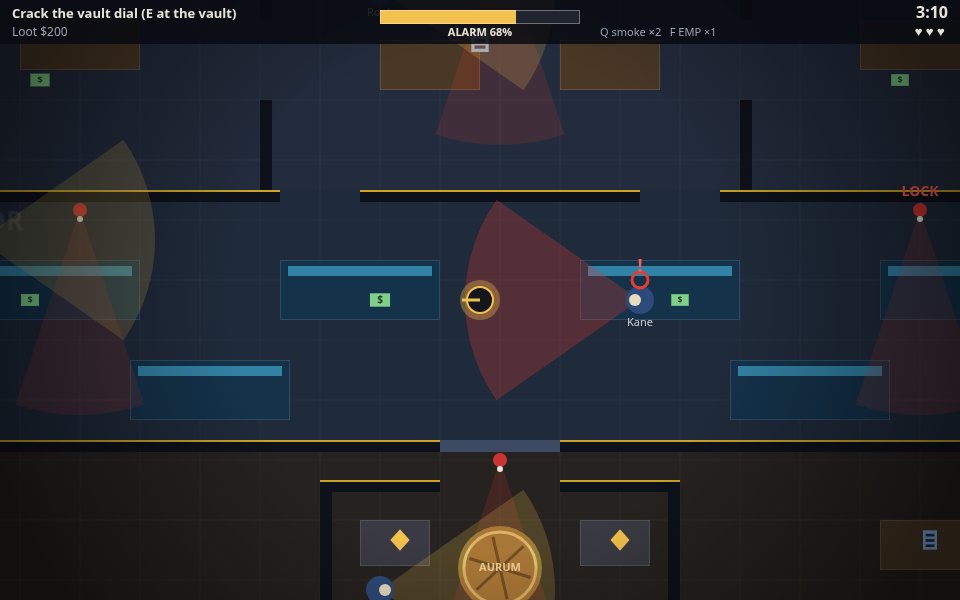 Crack the vault dial (E at the vault)
Loot $200
ALARM 68%
Q smoke ×2 F EMP ×1
3:10
♥ ♥ ♥
$
$
OR
LOCK
!
$
$
$
Kane
AURUM